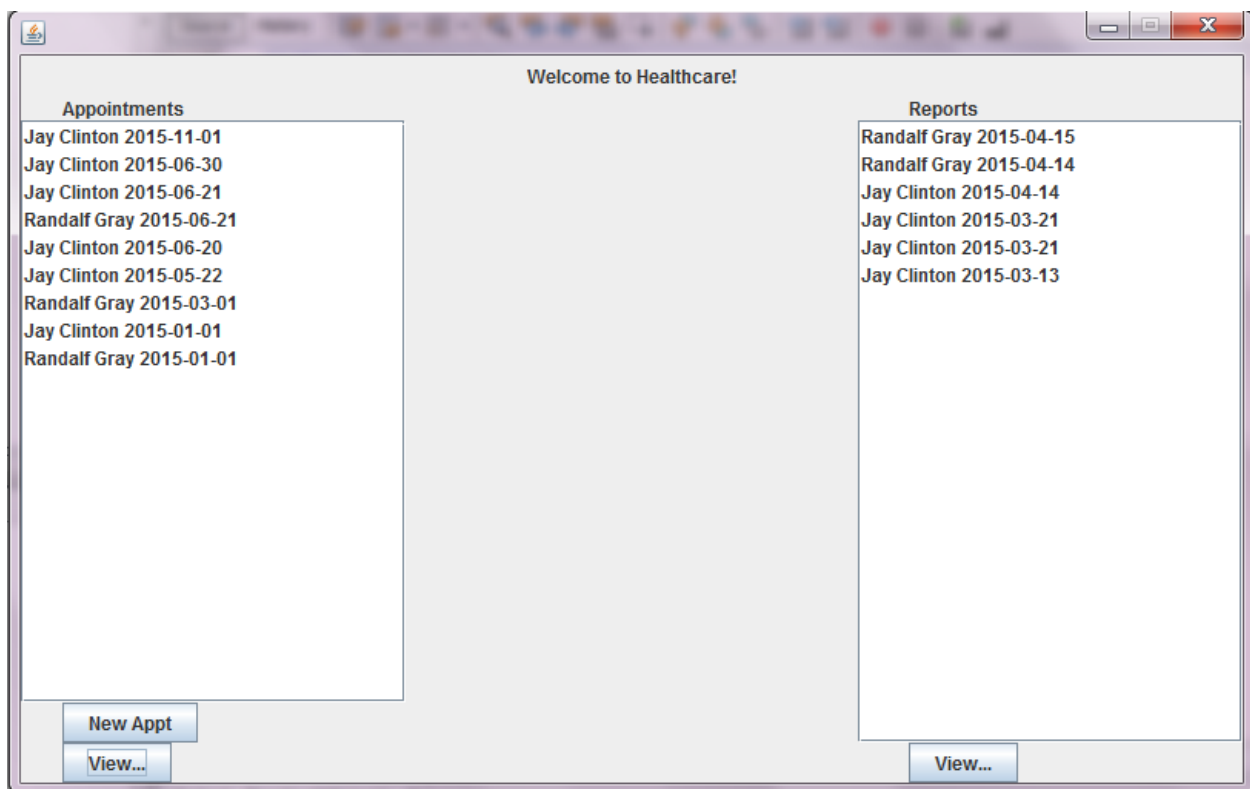 Welcome to Healthcare!
Appointments
Jay Clinton 2015-11-01
Jay Clinton 2015-06-30
Jay Clinton 2015-06-21
Randalf Gray 2015-06-21
Jay Clinton 2015-06-20
Jay Clinton 2015-05-22
Randalf Gray 2015-03-01
Jay Clinton 2015-01-01
Randalf Gray 2015-01-01
New Appt
View...
Reports
Randalf Gray 2015-04-15
Randalf Gray 2015-04-14
Jay Clinton 2015-04-14
Jay Clinton 2015-03-21
Jay Clinton 2015-03-21
Jay Clinton 2015-03-13
View...